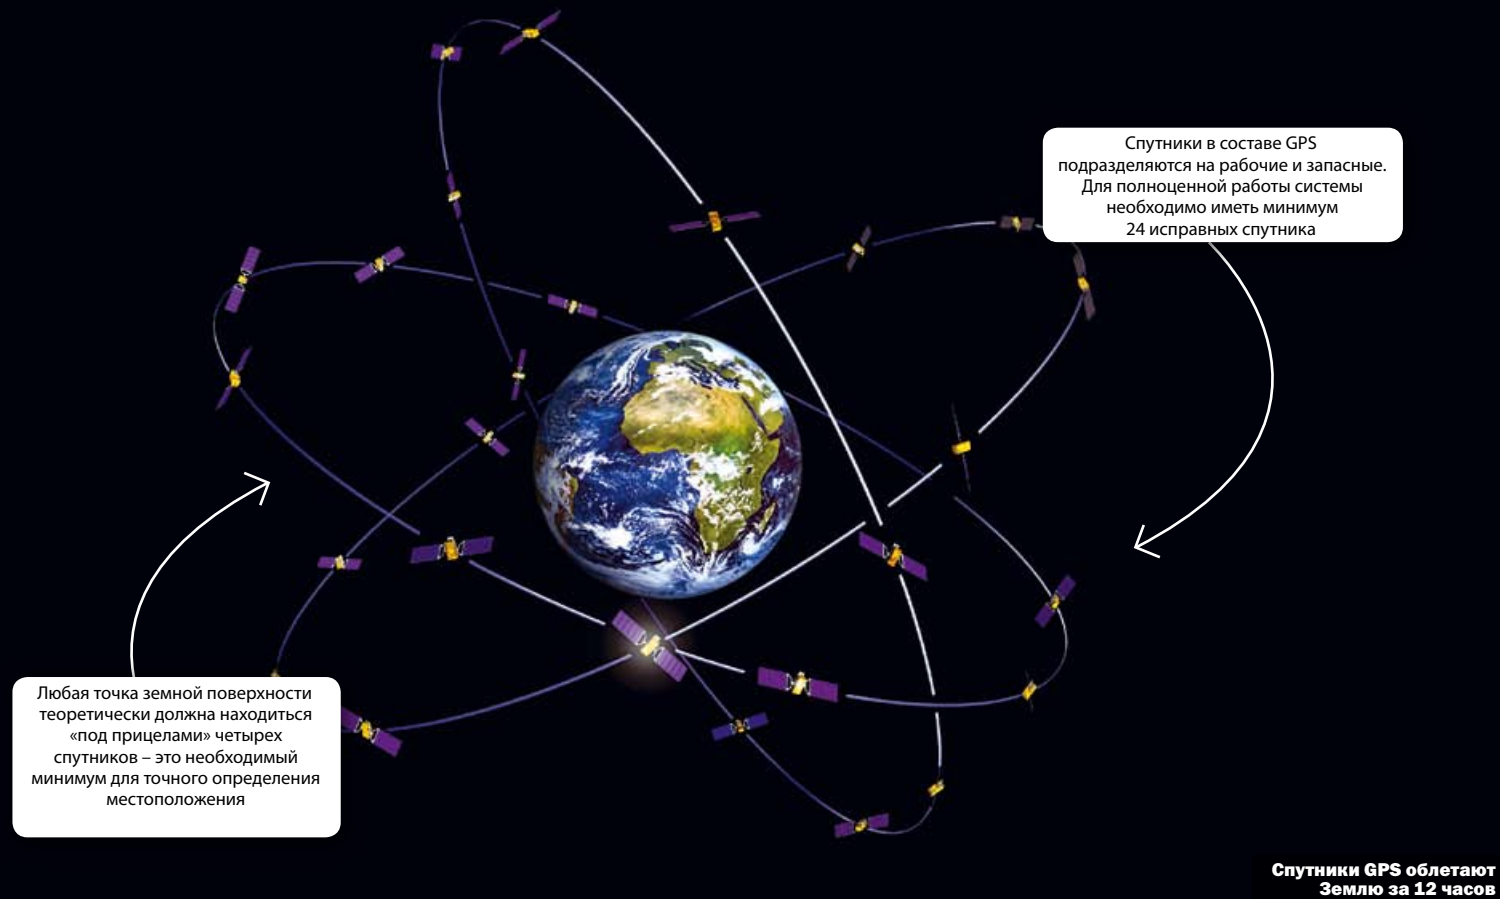 Спутники в составе GPS
подразделяются на рабочие и запасные.
Для полноценной работы системы
необходимо иметь минимум
24 исправных спутника
Любая точка земной поверхности
теоретически должна находиться
«под прицелами» четырех
спутников – это необходимый
минимум для точного определения
местоположения
Спутники GPS облетают
Землю за 12 часов